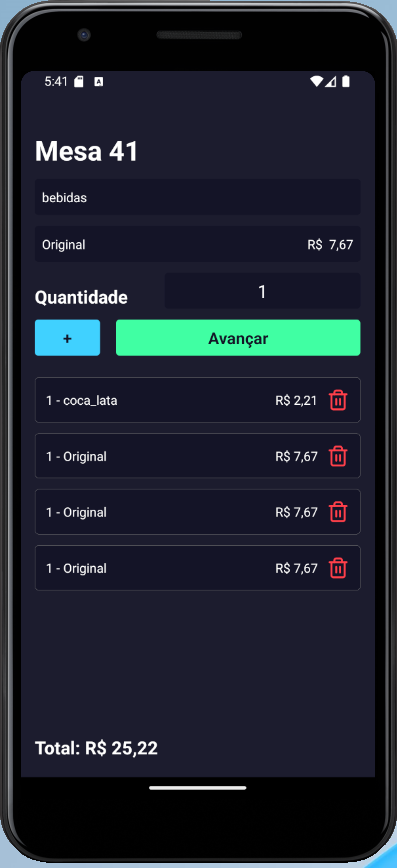 5:41
Mesa 41
bebidas
Original R$ 7,67
Quantidade 1
+ Avançar
1 - coca_lata R$ 2,21
1 - Original R$ 7,67
1 - Original R$ 7,67
1 - Original R$ 7,67
Total: R$ 25,22